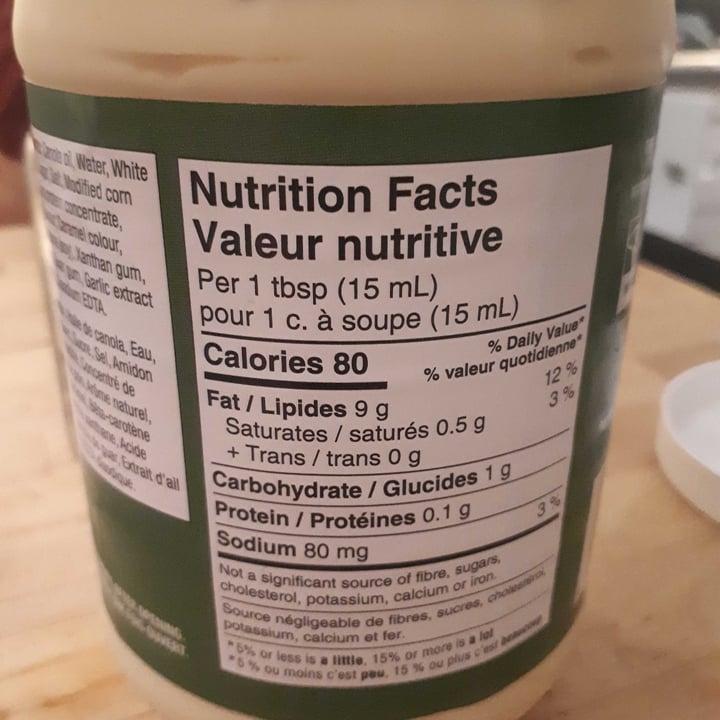 Canola oil, Water, White
Salt, Modified corn
concentrate,
Caramel colour,
Xanthan gum,
gum, Garlic extract
EDTA.
de canola, Eau,
Sucre, Sel, Amidon
Concentré de
Arôme naturel,
Bêta-carotène
Acide
Extrait d'ail
Nutrition Facts
Valeur nutritive
Per 1 tbsp (15 mL)
pour 1 c. à soupe (15 mL)
% Daily Value*
Calories 80
% valeur quotidienne*
Fat / Lipides 9 g 12 %
Saturates / saturés 0.5 g 3 %
+ Trans / trans 0 g
Carbohydrate / Glucides 1 g
Protein / Protéines 0.1 g
Sodium 80 mg 3 %
Not a significant source of fibre, sugars,
cholesterol, potassium, calcium or iron.
Source négligeable de fibres, sucres, cholestérol,
potassium, calcium et fer.
*5% or less is a little, 15% or more is a lot
*5 % ou moins c'est peu, 15 % ou plus c'est beaucoup
OPENING.
OUVERT.